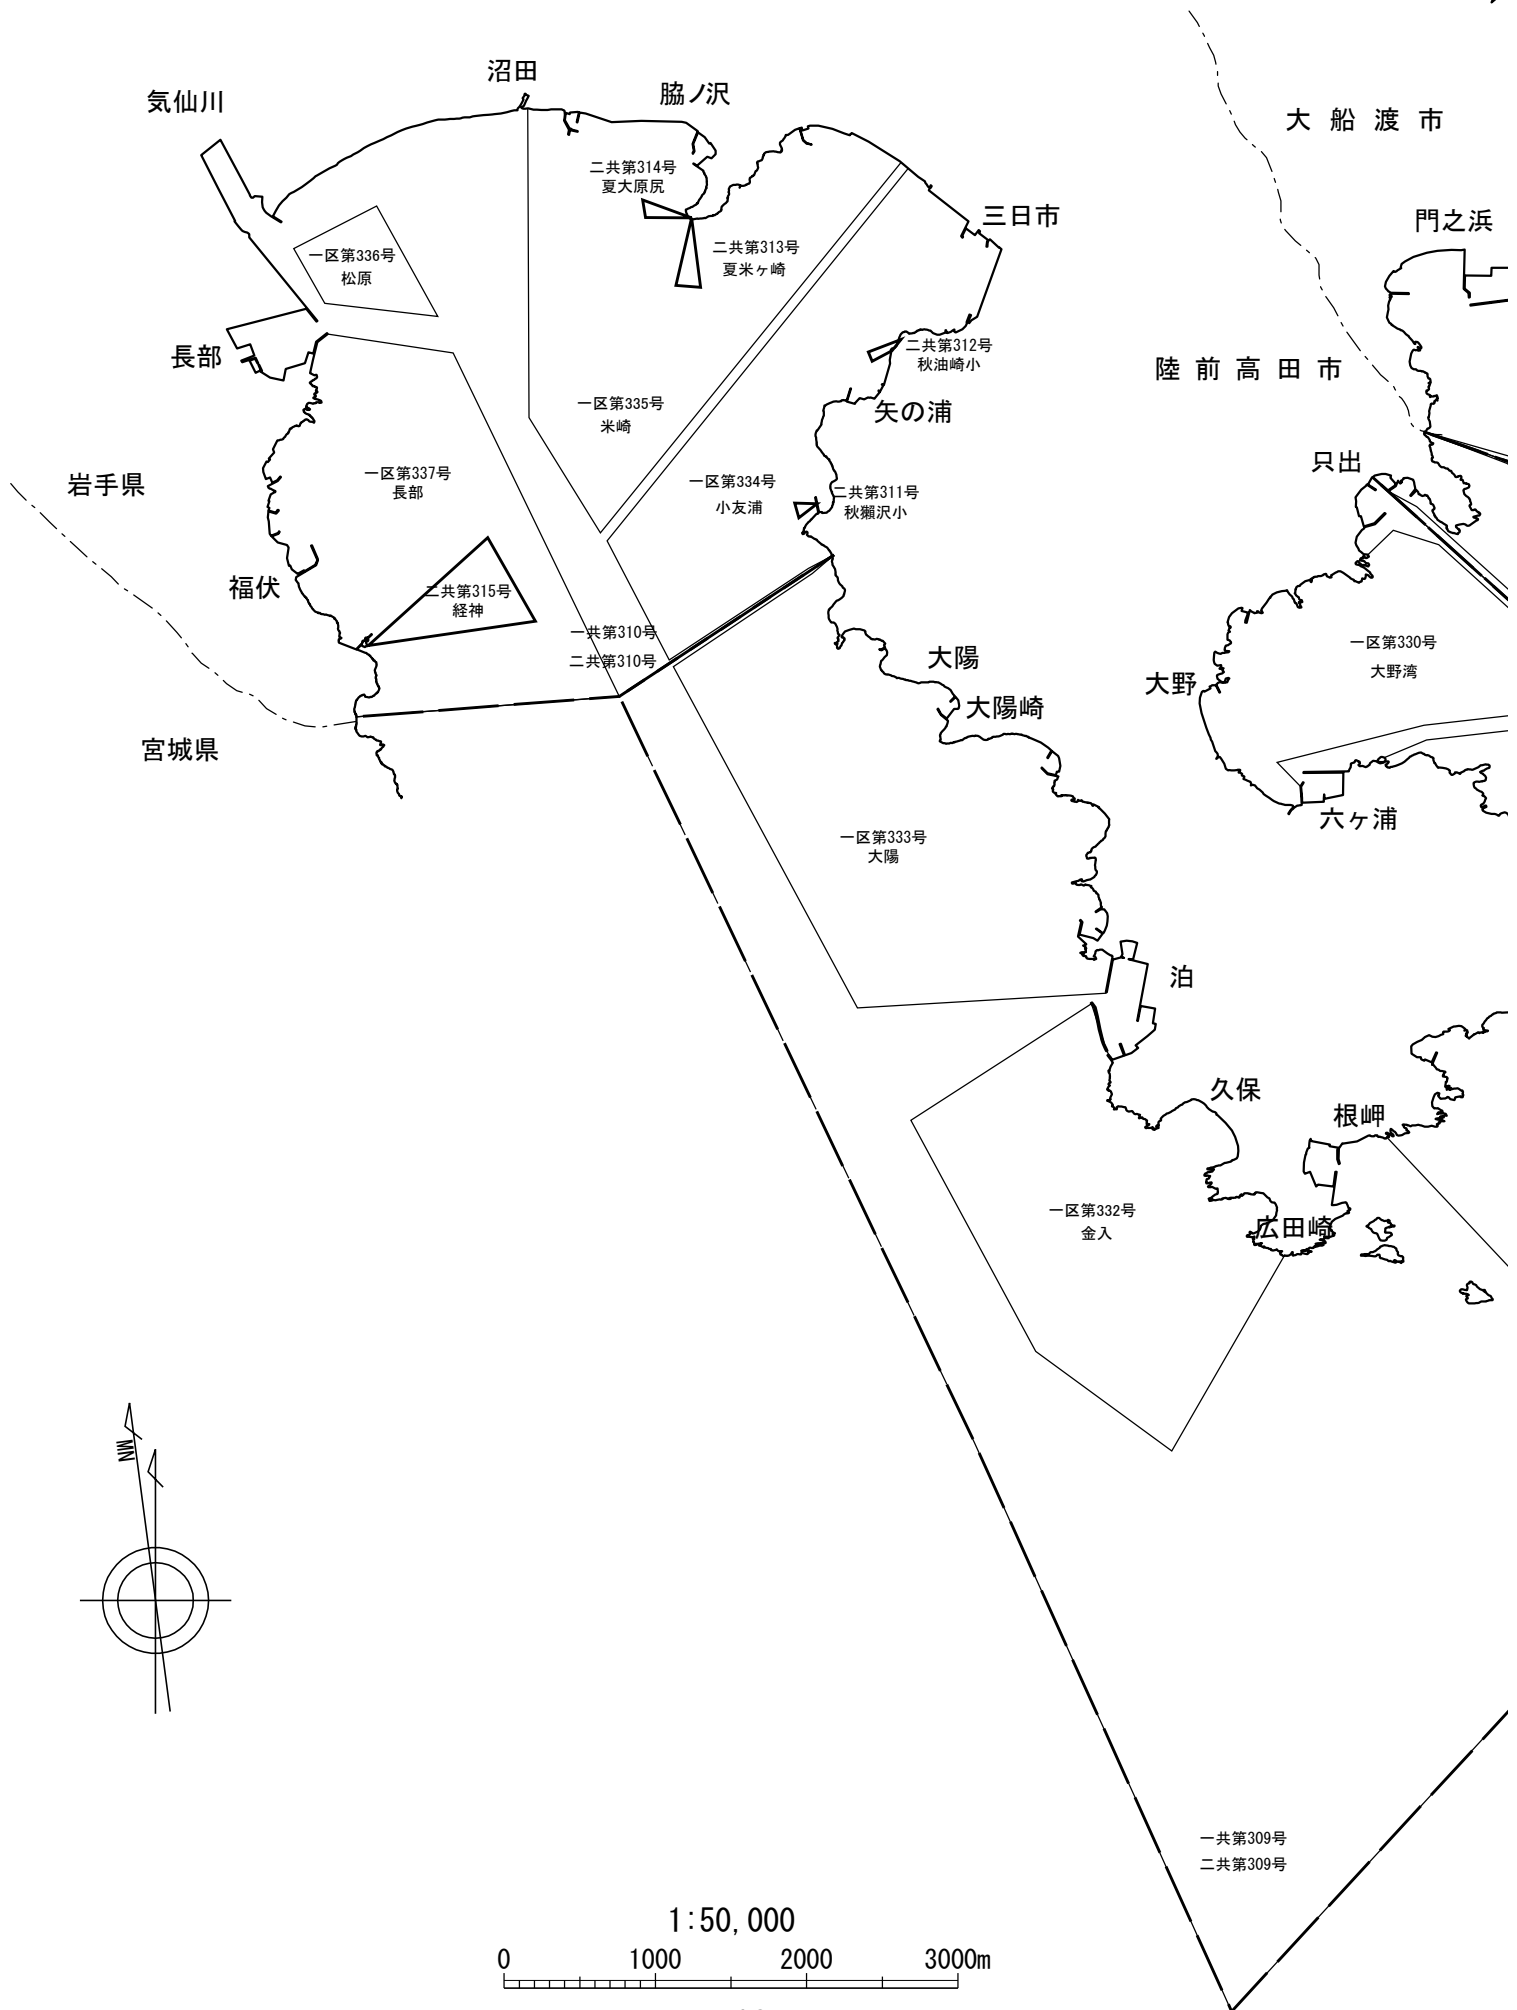 沼田
脇ノ沢
気仙川
大船渡市
二共第314号
夏大原尻
三日市
門之浜
一区第336号
松原
二共第313号
夏米ヶ崎
長部
二共第312号
秋油崎小
陸前高田市
一区第335号
米崎
矢の浦
只出
岩手県
一区第337号
長部
一区第334号
小友浦
二共第311号
秋獺沢小
福伏
二共第315号
経神
一共第310号
二共第310号
大陽
大陽崎
一区第330号
大野湾
大野
宮城県
六ヶ浦
一区第333号
大陽
泊
久保
根岬
一区第332号
金入
広田崎
MN
一共第309号
二共第309号
1:50,000
0 1000 2000 3000m